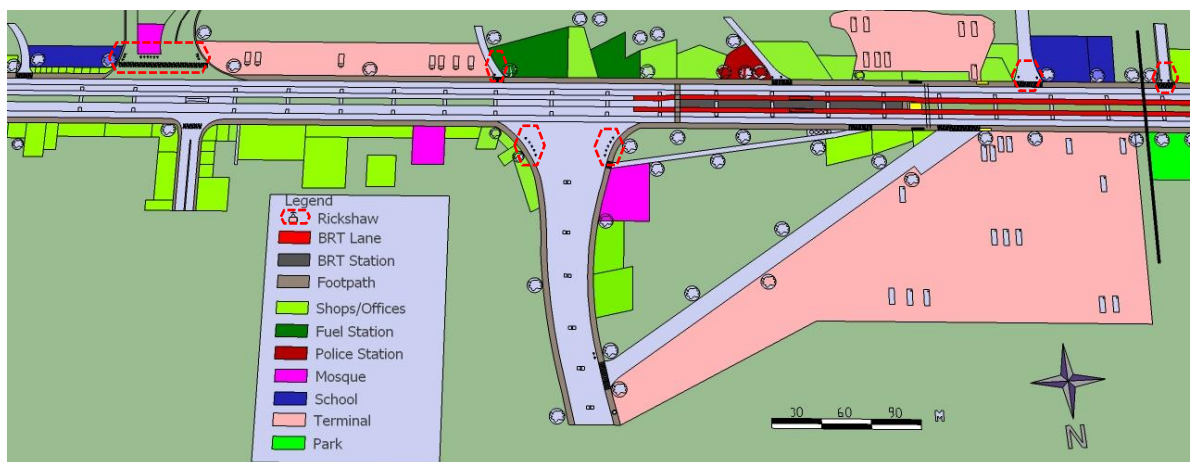 Legend
Rickshaw
BRT Lane
BRT Station
Footpath
Shops/Offices
Fuel Station
Police Station
Mosque
School
Terminal
Park
30 60 90 M
N